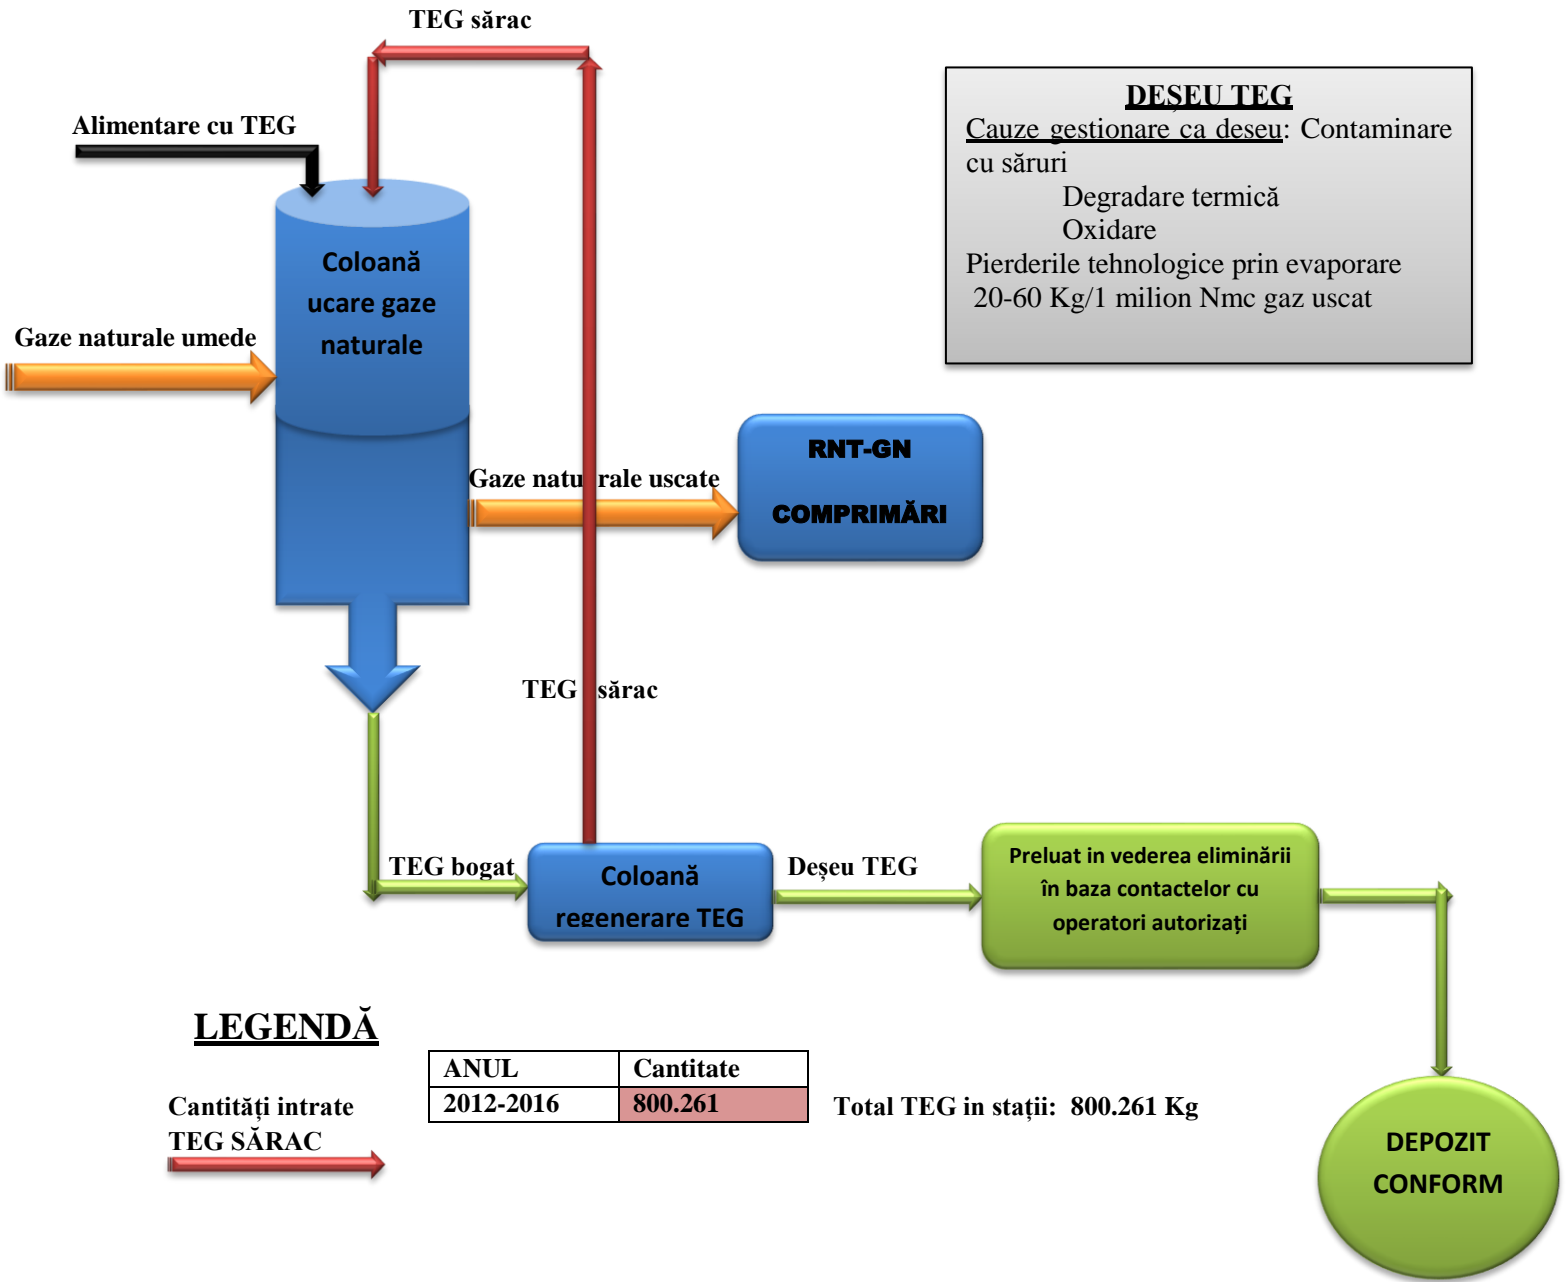 TEG sărac
Alimentare cu TEG
DEȘEU TEG
Cauze gestionare ca deseu: Contaminare
cu săruri
Degradare termică
Oxidare
Pierderile tehnologice prin evaporare
20-60 Kg/1 milion Nmc gaz uscat
Coloană
ucare gaze
naturale
Gaze naturale umede
RNT-GN
COMPRIMĂRI
Gaze naturale uscate
TEG sărac
TEG bogat
Coloană
regenerare TEG
Deșeu TEG
Preluat in vederea eliminării
în baza contactelor cu
operatori autorizați
LEGENDĂ
ANUL Cantitate
2012-2016 800.261
Cantități intrate
TEG SĂRAC
Total TEG in stații: 800.261 Kg
DEPOZIT
CONFORM